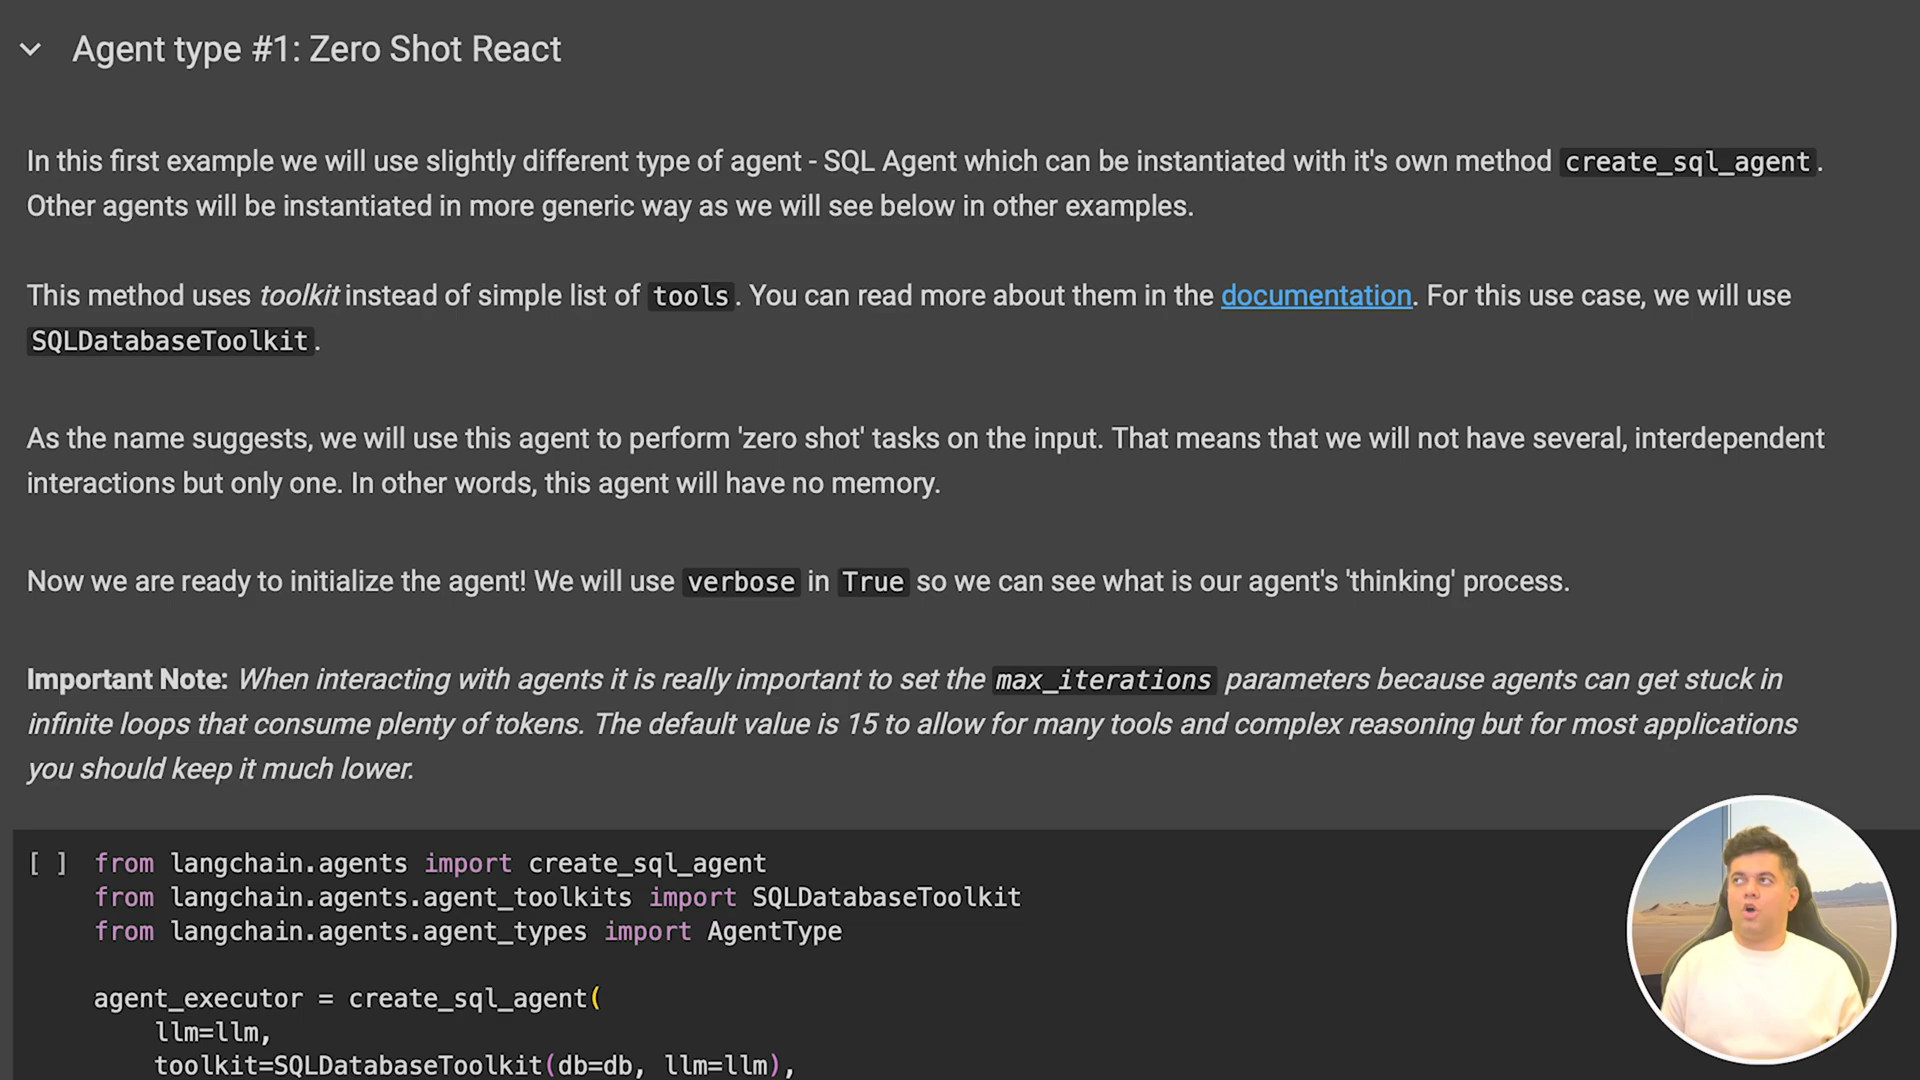 Agent type #1: Zero Shot React
In this first example we will use slightly different type of agent - SQL Agent which can be instantiated with it's own method create_sql_agent.
Other agents will be instantiated in more generic way as we will see below in other examples.
This method uses toolkit instead of simple list of tools. You can read more about them in the documentation. For this use case, we will use
SQLDatabaseToolkit.
As the name suggests, we will use this agent to perform 'zero shot' tasks on the input. That means that we will not have several, interdependent
interactions but only one. In other words, this agent will have no memory.
Now we are ready to initialize the agent! We will use verbose in True so we can see what is our agent's 'thinking' process.
Important Note: When interacting with agents it is really important to set the max_iterations parameters because agents can get stuck in
infinite loops that consume plenty of tokens. The default value is 15 to allow for many tools and complex reasoning but for most applications
you should keep it much lower.
[ ] from langchain.agents import create_sql_agent
from langchain.agents.agent_toolkits import SQLDatabaseToolkit
from langchain.agents.agent_types import AgentType
agent_executor = create_sql_agent(
llm=llm,
toolkit=SQLDatabaseToolkit(db=db, llm=llm),